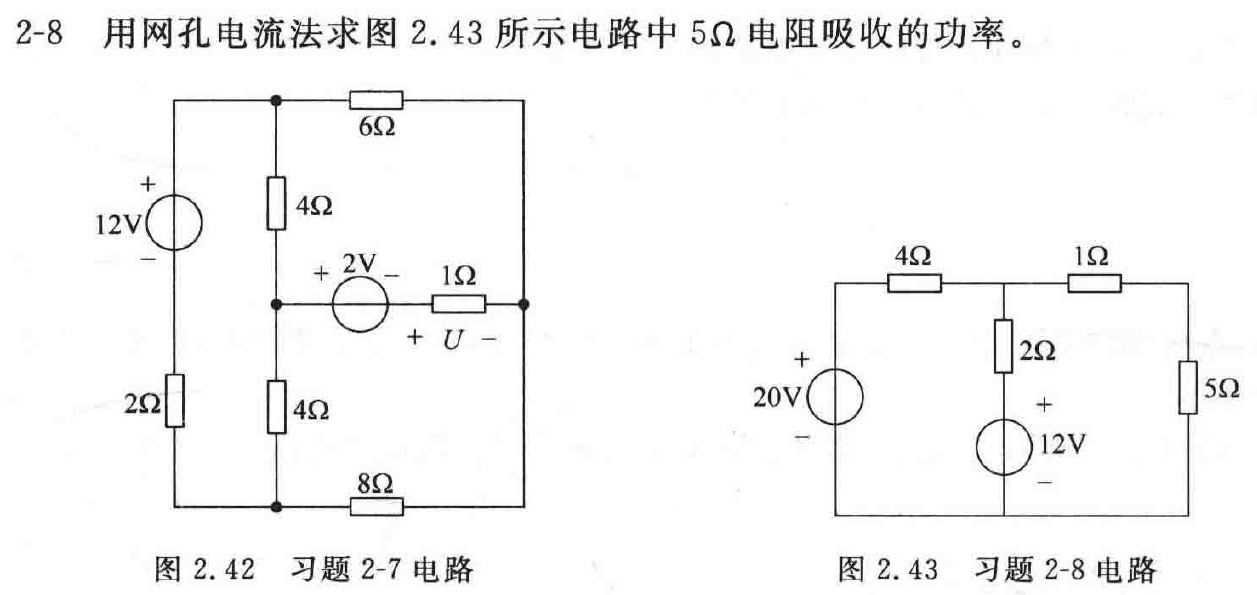 2-8 用网孔电流法求图 2.43 所示电路中 5Ω 电阻吸收的功率。
6Ω
+
12V
−
4Ω
+ 2V −
1Ω
+ U −
2Ω
4Ω
8Ω
图 2.42 习题 2-7 电路
4Ω
1Ω
2Ω
+
20V
−
5Ω
+
12V
−
图 2.43 习题 2-8 电路